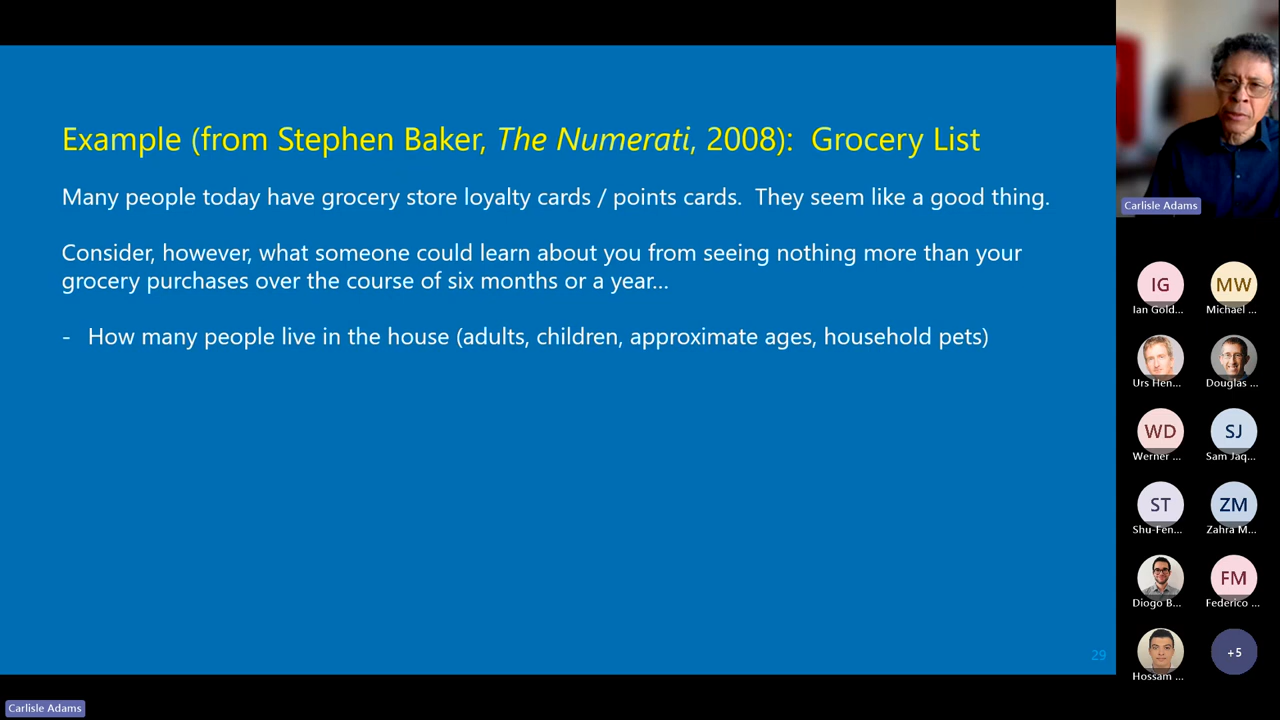 Example (from Stephen Baker, The Numerati, 2008):  Grocery List
Many people today have grocery store loyalty cards / points cards.  They seem like a good thing.
Consider, however, what someone could learn about you from seeing nothing more than your
grocery purchases over the course of six months or a year...
- How many people live in the house (adults, children, approximate ages, household pets)
29
Carlisle Adams
Carlisle Adams
IG
Ian Gold...
MW
Michael ...
Urs Hen...
Douglas ...
WD
Werner ...
SJ
Sam Jaq...
ST
Shu-Fen...
ZM
Zahra M...
Diogo B...
FM
Federico ...
Hossam ...
+5